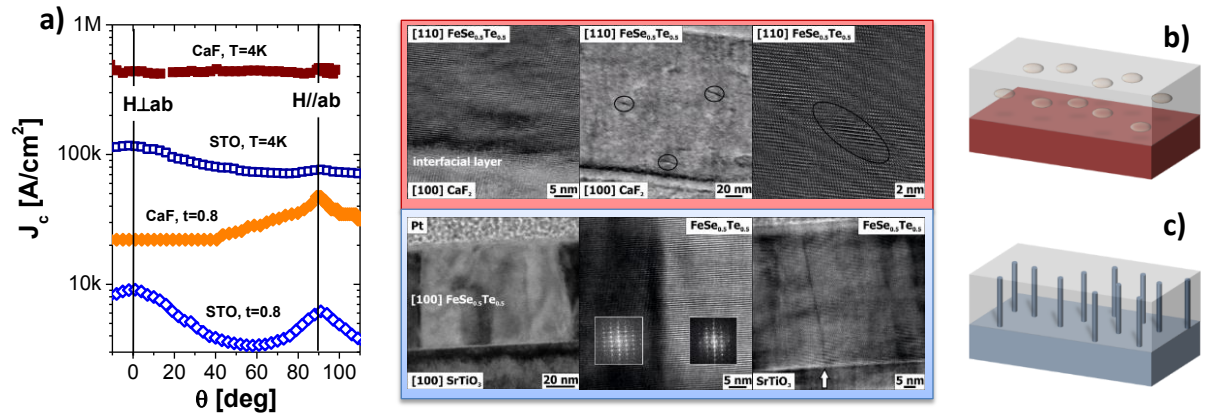 a)
1M
100k
10k
J_c [A/cm²]
CaF, T=4K
H⊥ab
H//ab
STO, T=4K
CaF, t=0.8
STO, t=0.8
0 20 40 60 80 100
θ [deg]
[110] FeSe₀.₅Te₀.₅
interfacial layer
[100] CaF₂
5 nm
[110] FeSe₀.₅Te₀.₅
[100] CaF₂
20 nm
[110] FeSe₀.₅Te₀.₅
2 nm
Pt
[100] FeSe₀.₅Te₀.₅
[100] SrTiO₃
20 nm
FeSe₀.₅Te₀.₅
5 nm
FeSe₀.₅Te₀.₅
SrTiO₃
5 nm
b)
c)